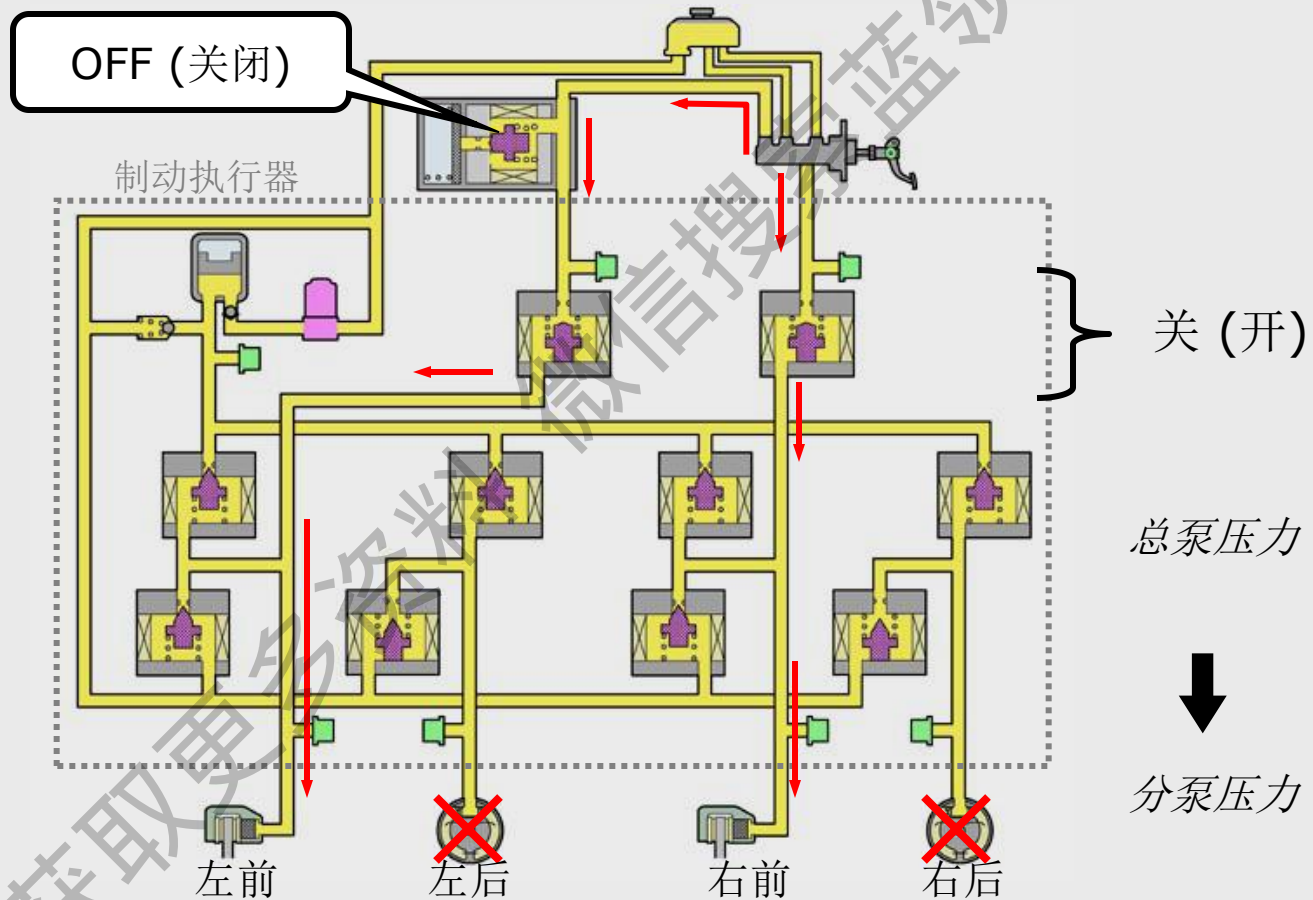 OFF (关闭)
制动执行器
关 (开)
总泵压力
分泵压力
左前
左后
右前
右后
获取更多资料 微信搜索蓝领